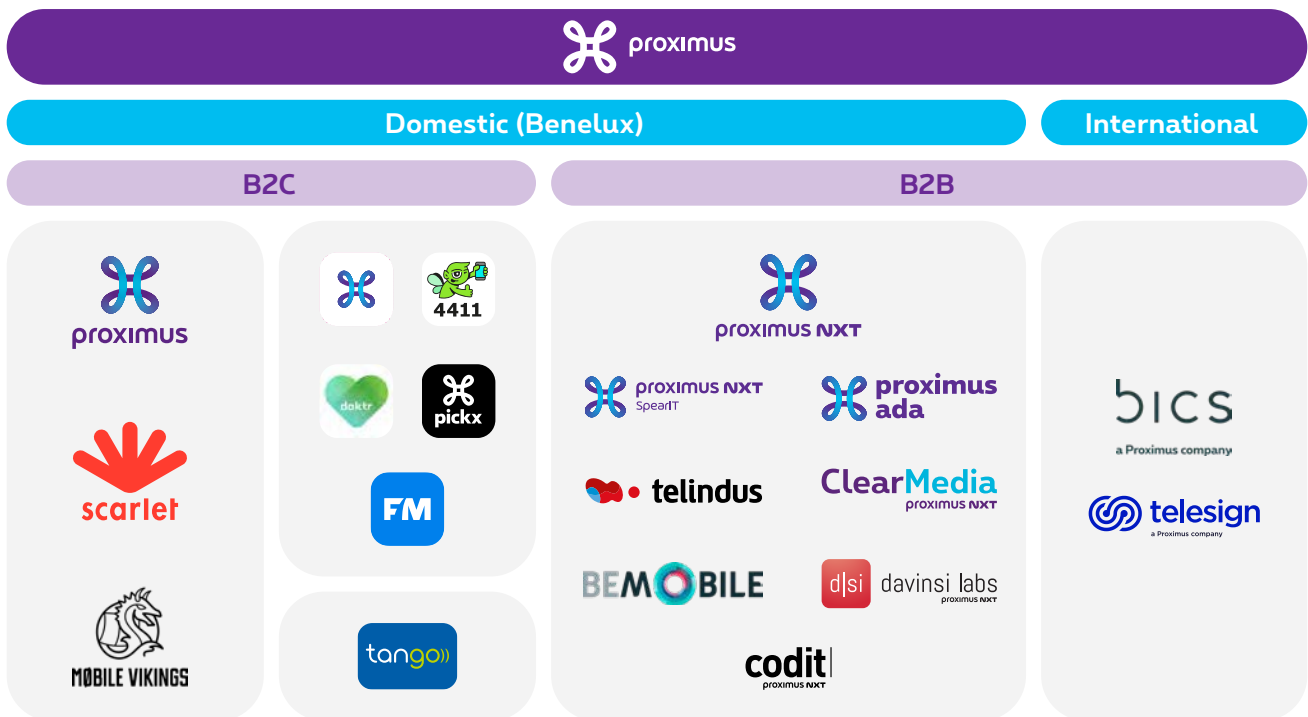 proximus
Domestic (Benelux)
International
B2C
B2B
proximus
scarlet
MØBILE VIKINGS
4411
doktr
pickx
FM
tango
proximus NXT
proximus NXT
SpearIT
proximus
ada
telindus
ClearMedia
proximus NXT
BEMOBILE
d|si davinsi labs
proximus NXT
codit
proximus NXT
bics
a Proximus company
telesign
a Proximus company